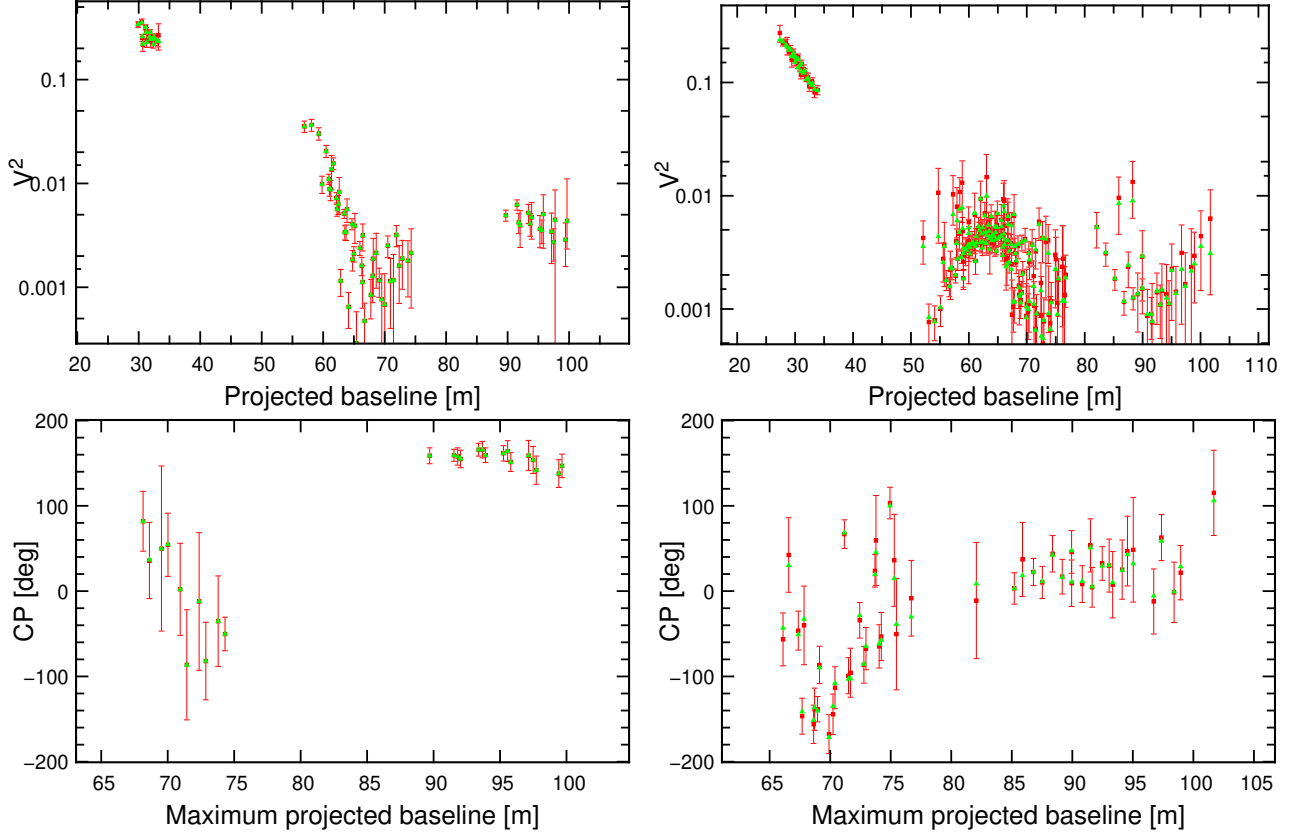 0.1
0.01
0.001
V²
20 30 40 50 60 70 80 90 100
Projected baseline [m]
0.1
0.01
0.001
V²
20 30 40 50 60 70 80 90 100 110
Projected baseline [m]
200
100
0
−100
−200
CP [deg]
65 70 75 80 85 90 95 100
Maximum projected baseline [m]
200
100
0
−100
−200
CP [deg]
65 70 75 80 85 90 95 100 105
Maximum projected baseline [m]